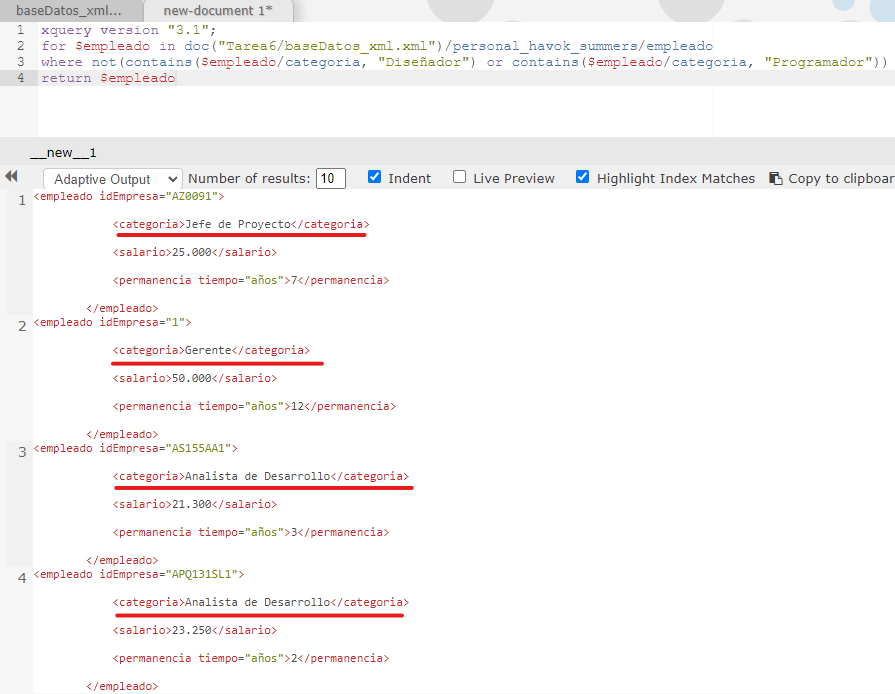 baseDatos_xml...
new-document 1*
1 xquery version "3.1";
2 for $empleado in doc("Tarea6/baseDatos_xml.xml")/personal_havok_summers/empleado
3 where not(contains($empleado/categoria, "Diseñador") or contains($empleado/categoria, "Programador"))
4 return $empleado
__new__1
Adaptive Output Number of results: 10 Indent Live Preview Highlight Index Matches Copy to clipboar
1 <empleado idEmpresa="AZ0091">
<categoria>Jefe de Proyecto</categoria>
<salario>25.000</salario>
<permanencia tiempo="años">7</permanencia>
</empleado>
2 <empleado idEmpresa="1">
<categoria>Gerente</categoria>
<salario>50.000</salario>
<permanencia tiempo="años">12</permanencia>
</empleado>
3 <empleado idEmpresa="AS155AA1">
<categoria>Analista de Desarrollo</categoria>
<salario>21.300</salario>
<permanencia tiempo="años">3</permanencia>
</empleado>
4 <empleado idEmpresa="APQ131SL1">
<categoria>Analista de Desarrollo</categoria>
<salario>23.250</salario>
<permanencia tiempo="años">2</permanencia>
</empleado>